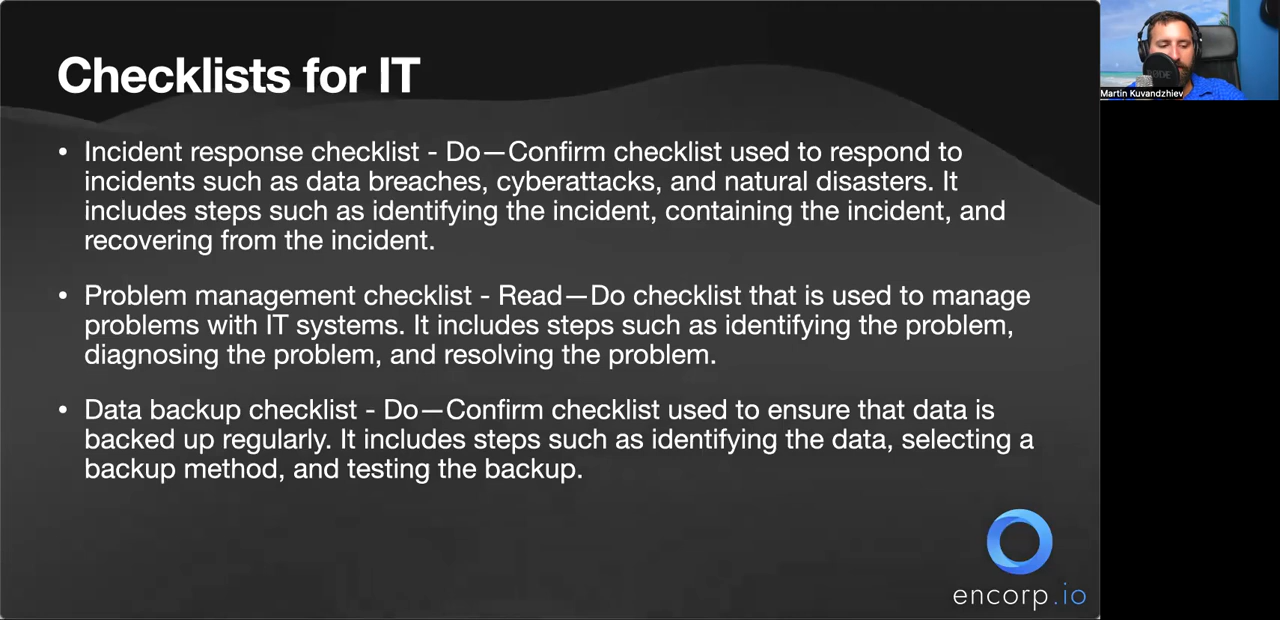 Checklists for IT
• Incident response checklist - Do—Confirm checklist used to respond to
incidents such as data breaches, cyberattacks, and natural disasters. It
includes steps such as identifying the incident, containing the incident, and
recovering from the incident.
• Problem management checklist - Read—Do checklist that is used to manage
problems with IT systems. It includes steps such as identifying the problem,
diagnosing the problem, and resolving the problem.
• Data backup checklist - Do—Confirm checklist used to ensure that data is
backed up regularly. It includes steps such as identifying the data, selecting a
backup method, and testing the backup.
encorp.io
Martin Kuvandzhiev